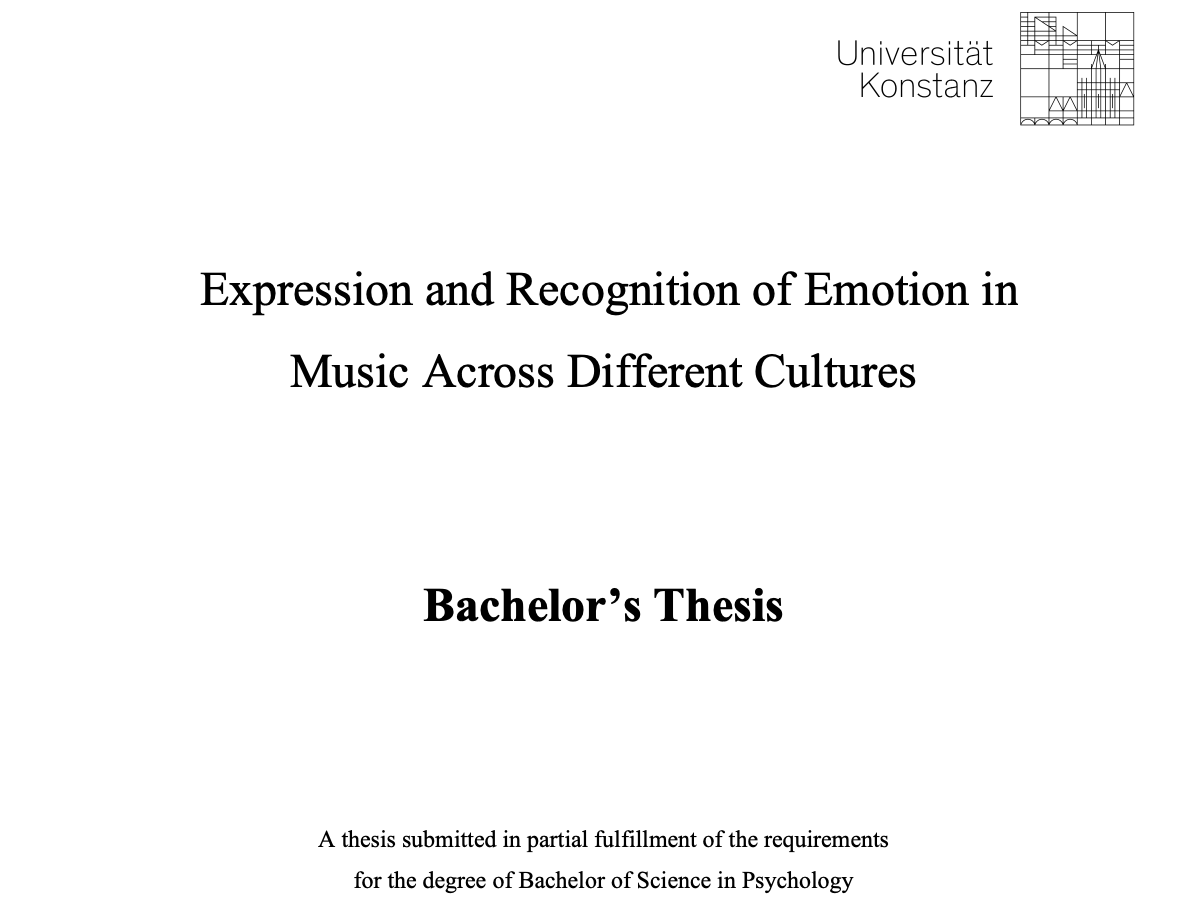 Universität
Konstanz
Expression and Recognition of Emotion in
Music Across Different Cultures
Bachelor’s Thesis
A thesis submitted in partial fulfillment of the requirements
for the degree of Bachelor of Science in Psychology